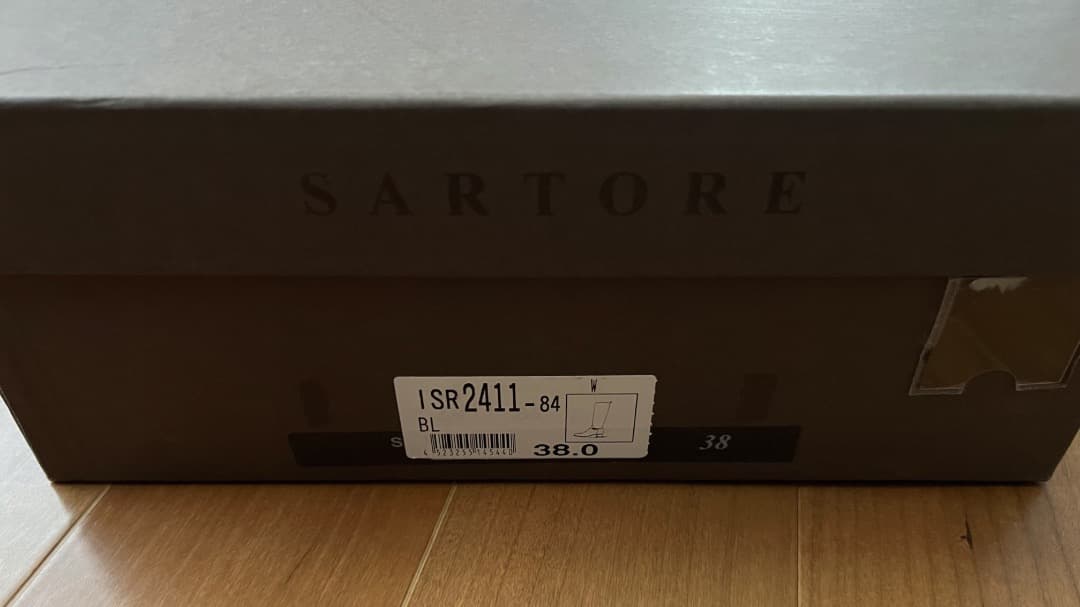 SARTORE
ISR2411-84
W
BL
38.0
38